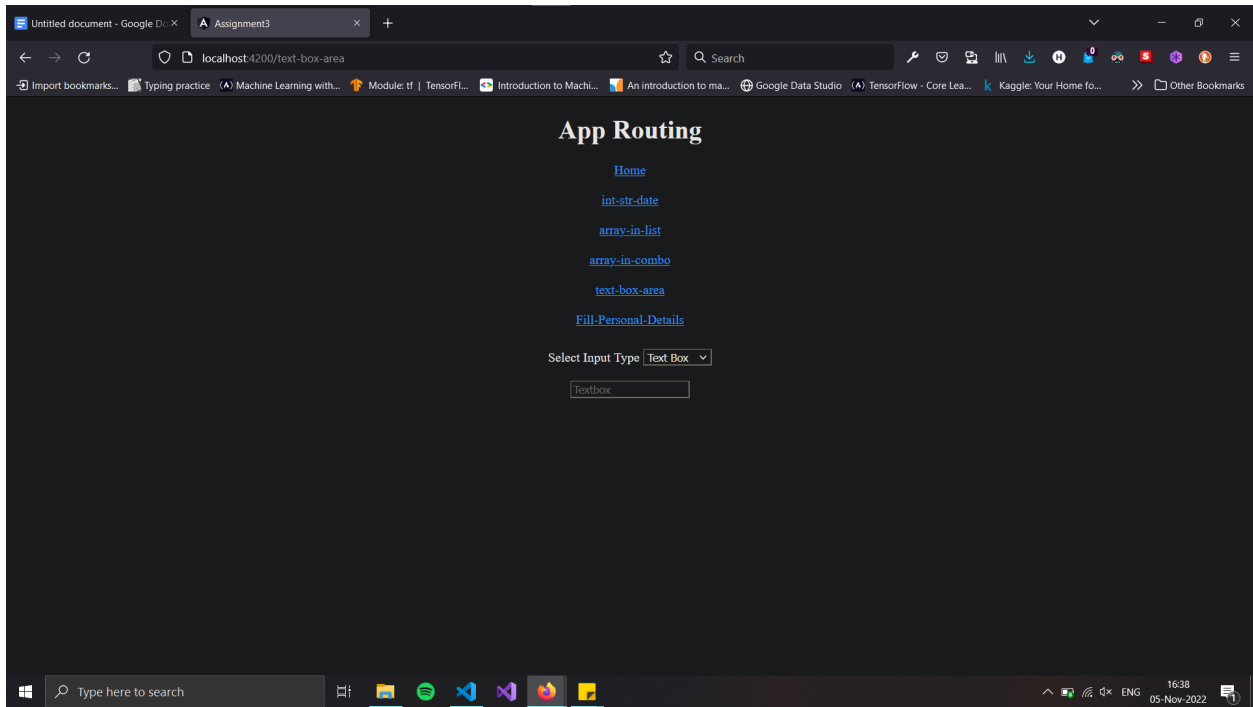 Untitled document - Google Do
Assignment3
localhost:4200/text-box-area
Search
Import bookmarks... Typing practice Machine Learning with... Module: tf | TensorFl... Introduction to Machi... An introduction to ma... Google Data Studio TensorFlow - Core Lea... Kaggle: Your Home fo... Other Bookmarks
App Routing
Home
int-str-date
array-in-list
array-in-combo
text-box-area
Fill-Personal-Details
Select Input Type Text Box
Textbox
Type here to search
ENG
16:38
05-Nov-2022